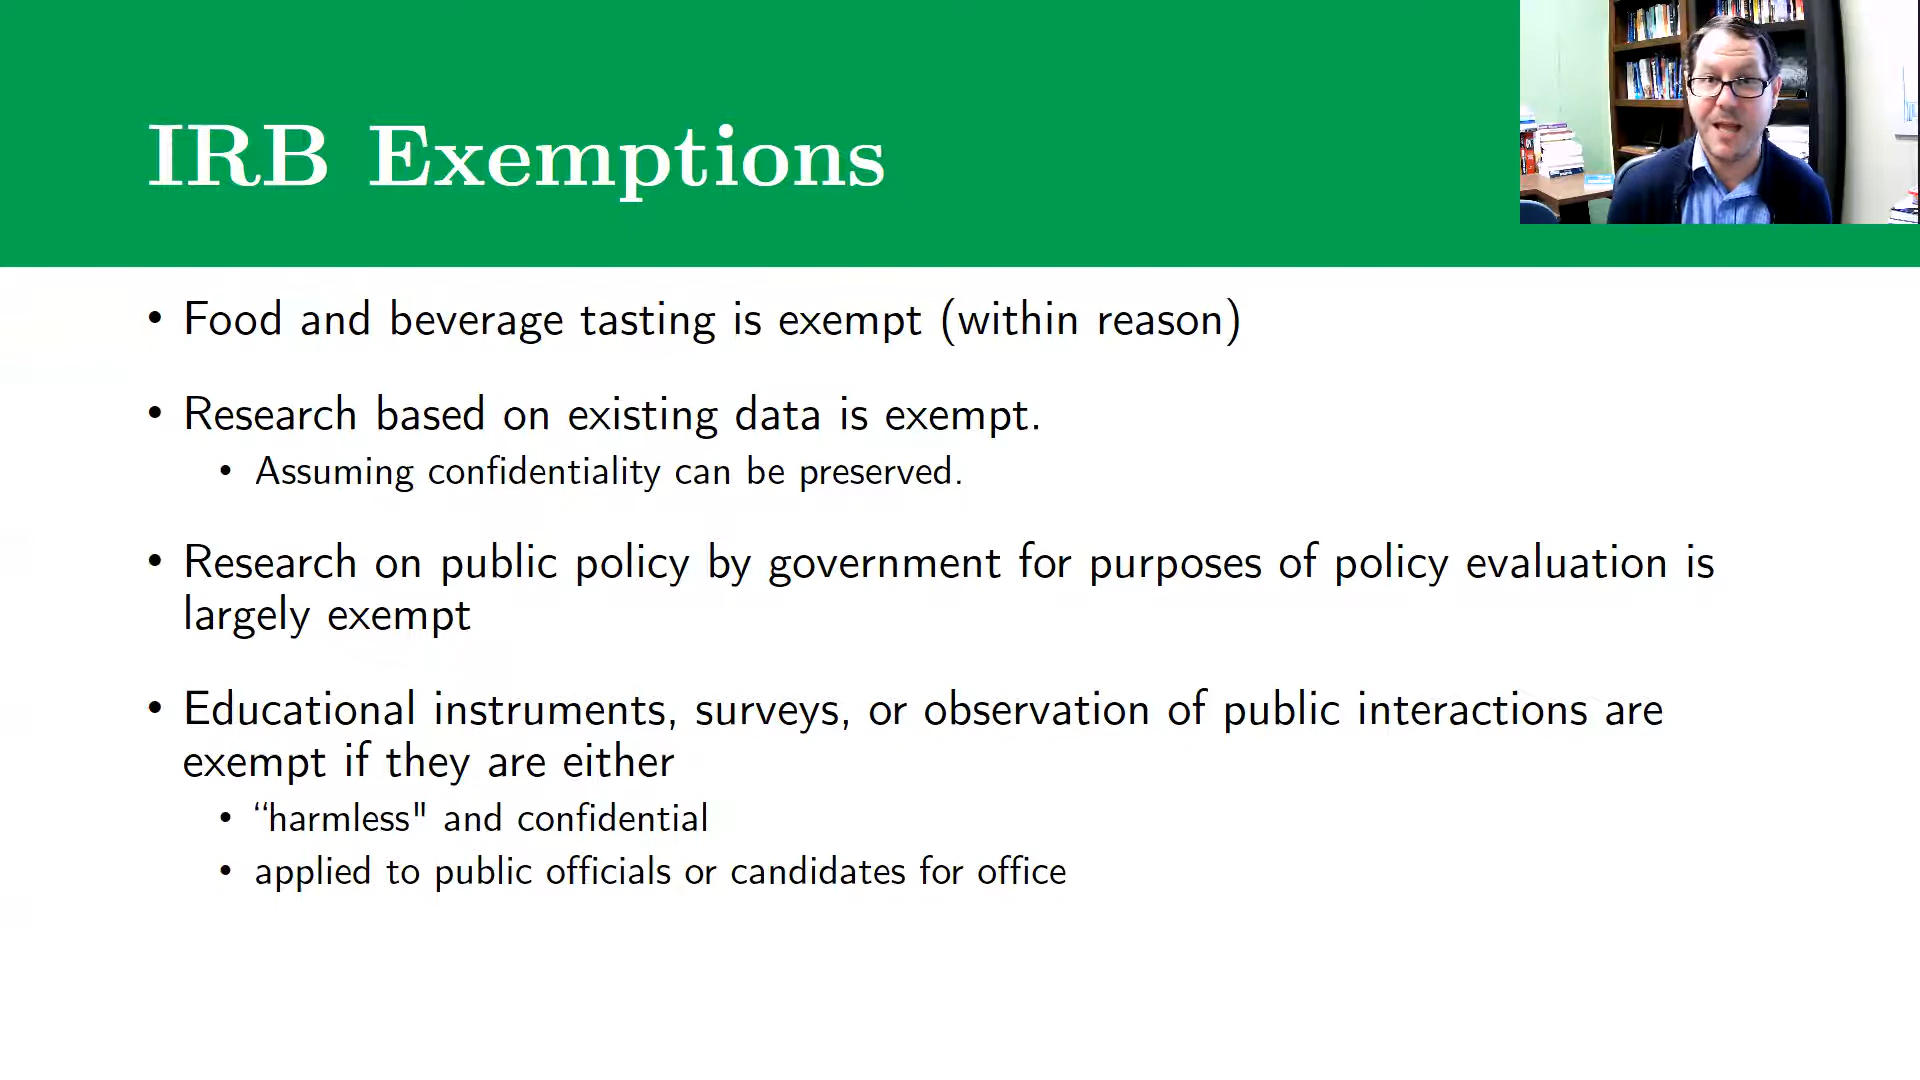 IRB Exemptions
• Food and beverage tasting is exempt (within reason)
• Research based on existing data is exempt.
• Assuming confidentiality can be preserved.
• Research on public policy by government for purposes of policy evaluation is
largely exempt
• Educational instruments, surveys, or observation of public interactions are
exempt if they are either
• “harmless" and confidential
• applied to public officials or candidates for office